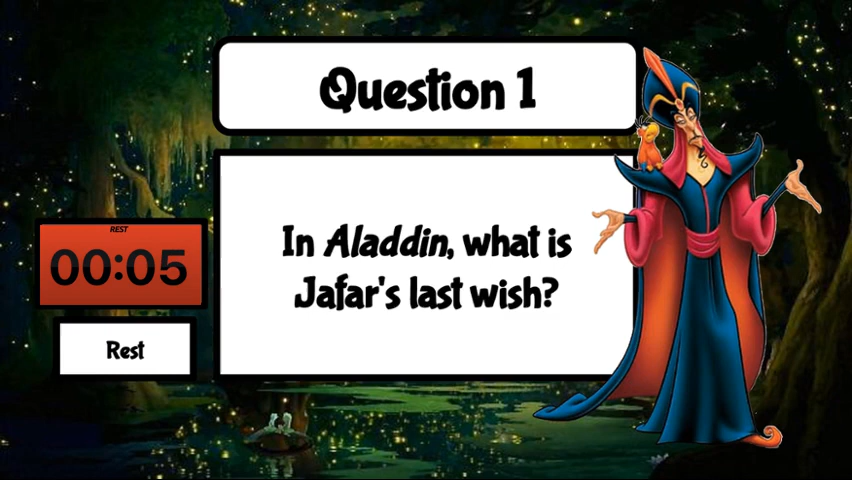 Question 1
In Aladdin, what is
Jafar's last wish?
REST
00:05
Rest